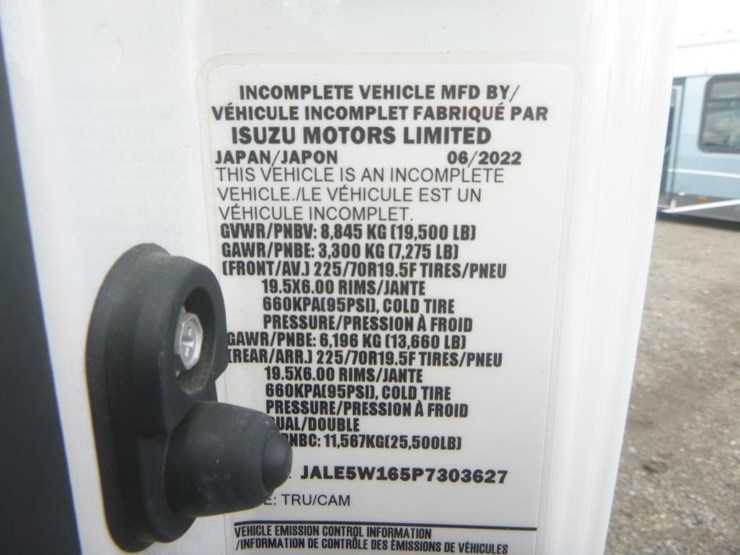 INCOMPLETE VEHICLE MFD BY/
VÉHICULE INCOMPLET FABRIQUÉ PAR
ISUZU MOTORS LIMITED
JAPAN/JAPON 06/2022
THIS VEHICLE IS AN INCOMPLETE
VEHICLE./LE VÉHICULE EST UN
VÉHICULE INCOMPLET.
GVWR/PNBV: 8,845 KG (19,500 LB)
GAWR/PNBE: 3,300 KG (7,275 LB)
(FRONT/AV.) 225/70R19.5F TIRES/PNEU
19.5X6.00 RIMS/JANTE
660KPA(95PSI), COLD TIRE
PRESSURE/PRESSION À FROID
GAWR/PNBE: 6,196 KG (13,660 LB)
(REAR/ARR.) 225/70R19.5F TIRES/PNEU
19.5X6.00 RIMS/JANTE
660KPA(95PSI), COLD TIRE
PRESSURE/PRESSION À FROID
UAL/DOUBLE
NBC: 11,567KG(25,500LB)
JALE5W165P7303627
E: TRU/CAM
VEHICLE EMISSION CONTROL INFORMATION
/INFORMATION DE CONTRÔLE DES ÉMISSIONS DE VÉHICULES